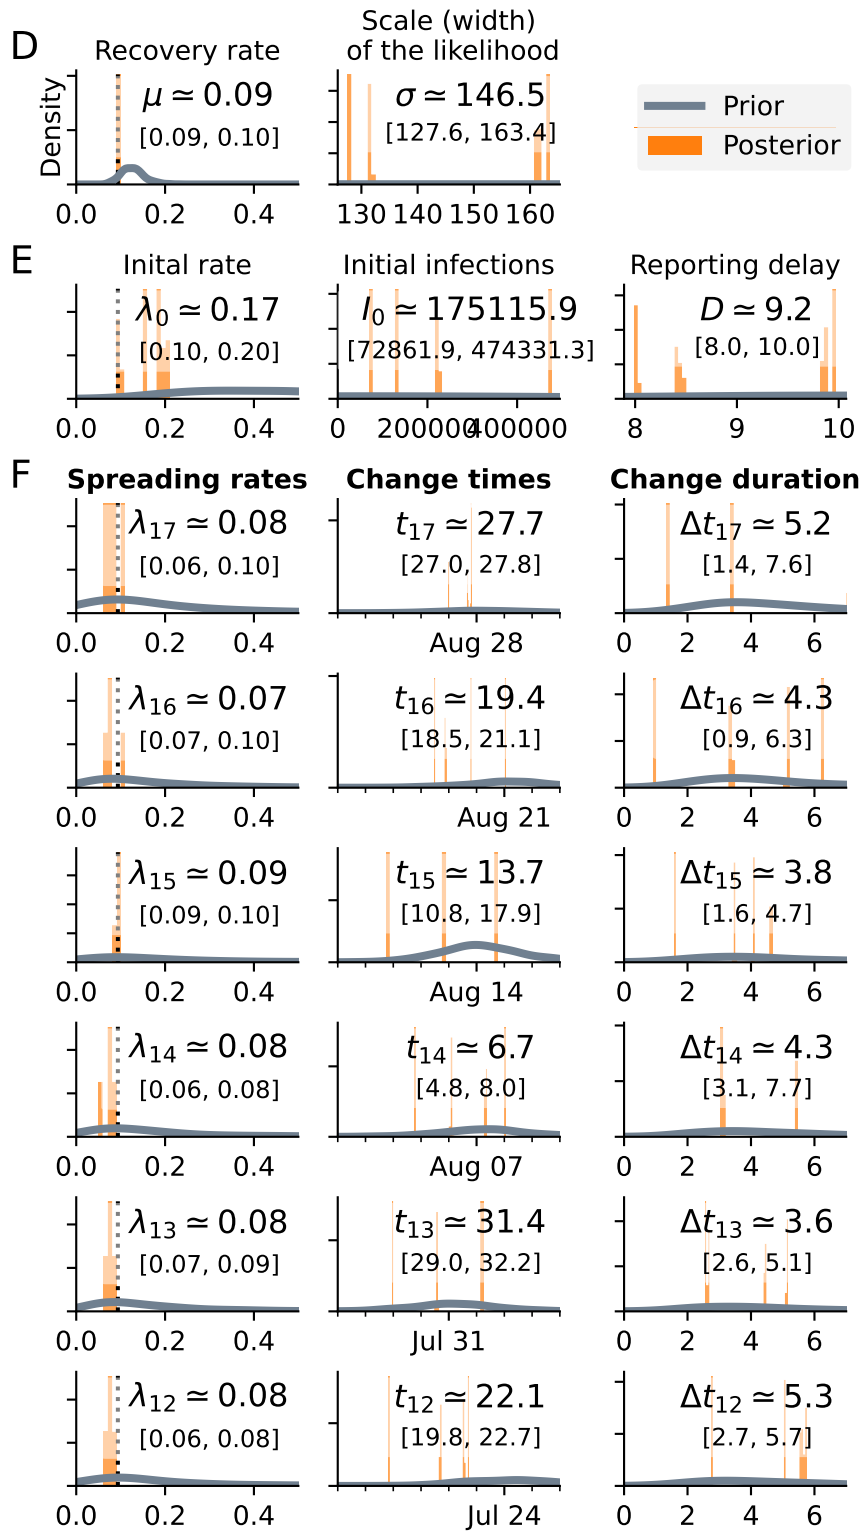 D
Recovery rate
Scale (width)
of the likelihood
Density
μ ≃ 0.09
[0.09, 0.10]
0.0 0.2 0.4
σ ≃ 146.5
[127.6, 163.4]
130 140 150 160
Prior
Posterior
E
Inital rate
λ0 ≃ 0.17
[0.10, 0.20]
0.0 0.2 0.4
Initial infections
I0 ≃ 175115.9
[72861.9, 474331.3]
0 200000 400000
Reporting delay
D ≃ 9.2
[8.0, 10.0]
8 9 10
F
Spreading rates
Change times
Change duration
λ17 ≃ 0.08
[0.06, 0.10]
0.0 0.2 0.4
t17 ≃ 27.7
[27.0, 27.8]
Aug 28
Δt17 ≃ 5.2
[1.4, 7.6]
0 2 4 6
λ16 ≃ 0.07
[0.07, 0.10]
0.0 0.2 0.4
t16 ≃ 19.4
[18.5, 21.1]
Aug 21
Δt16 ≃ 4.3
[0.9, 6.3]
0 2 4 6
λ15 ≃ 0.09
[0.09, 0.10]
0.0 0.2 0.4
t15 ≃ 13.7
[10.8, 17.9]
Aug 14
Δt15 ≃ 3.8
[1.6, 4.7]
0 2 4 6
λ14 ≃ 0.08
[0.06, 0.08]
0.0 0.2 0.4
t14 ≃ 6.7
[4.8, 8.0]
Aug 07
Δt14 ≃ 4.3
[3.1, 7.7]
0 2 4 6
λ13 ≃ 0.08
[0.07, 0.09]
0.0 0.2 0.4
t13 ≃ 31.4
[29.0, 32.2]
Jul 31
Δt13 ≃ 3.6
[2.6, 5.1]
0 2 4 6
λ12 ≃ 0.08
[0.06, 0.08]
0.0 0.2 0.4
t12 ≃ 22.1
[19.8, 22.7]
Jul 24
Δt12 ≃ 5.3
[2.7, 5.7]
0 2 4 6